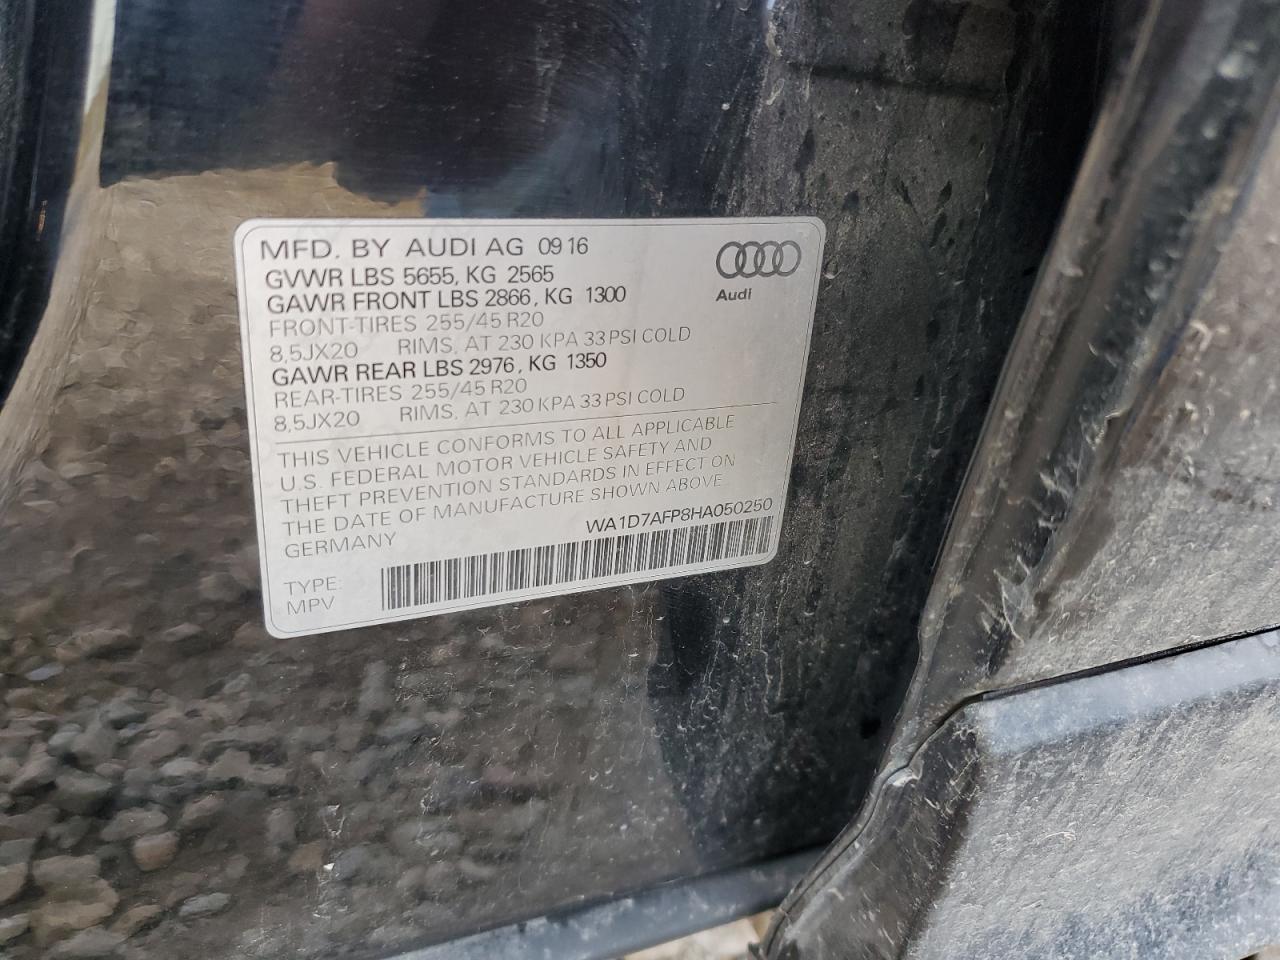 MFD. BY AUDI AG 09 16
GVWR LBS 5655, KG 2565
GAWR FRONT LBS 2866, KG 1300
FRONT-TIRES 255/45 R20
8,5JX20 RIMS. AT 230 KPA 33 PSI COLD
GAWR REAR LBS 2976, KG 1350
REAR-TIRES 255/45 R20
8,5JX20 RIMS. AT 230 KPA 33 PSI COLD
Audi
THIS VEHICLE CONFORMS TO ALL APPLICABLE
U.S. FEDERAL MOTOR VEHICLE SAFETY AND
THEFT PREVENTION STANDARDS IN EFFECT ON
THE DATE OF MANUFACTURE SHOWN ABOVE.
GERMANY
WA1D7AFP8HA050250
TYPE:
MPV